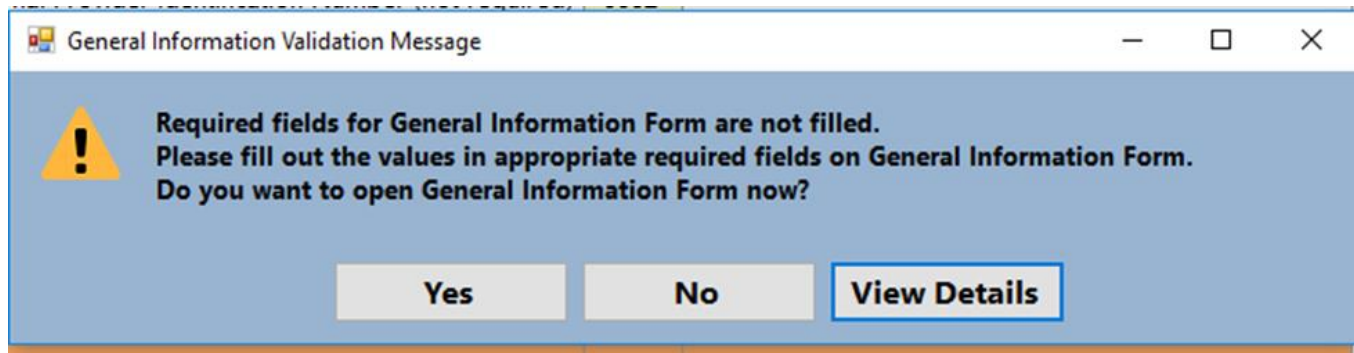 General Information Validation Message
Required fields for General Information Form are not filled.
Please fill out the values in appropriate required fields on General Information Form.
Do you want to open General Information Form now?
Yes
No
View Details